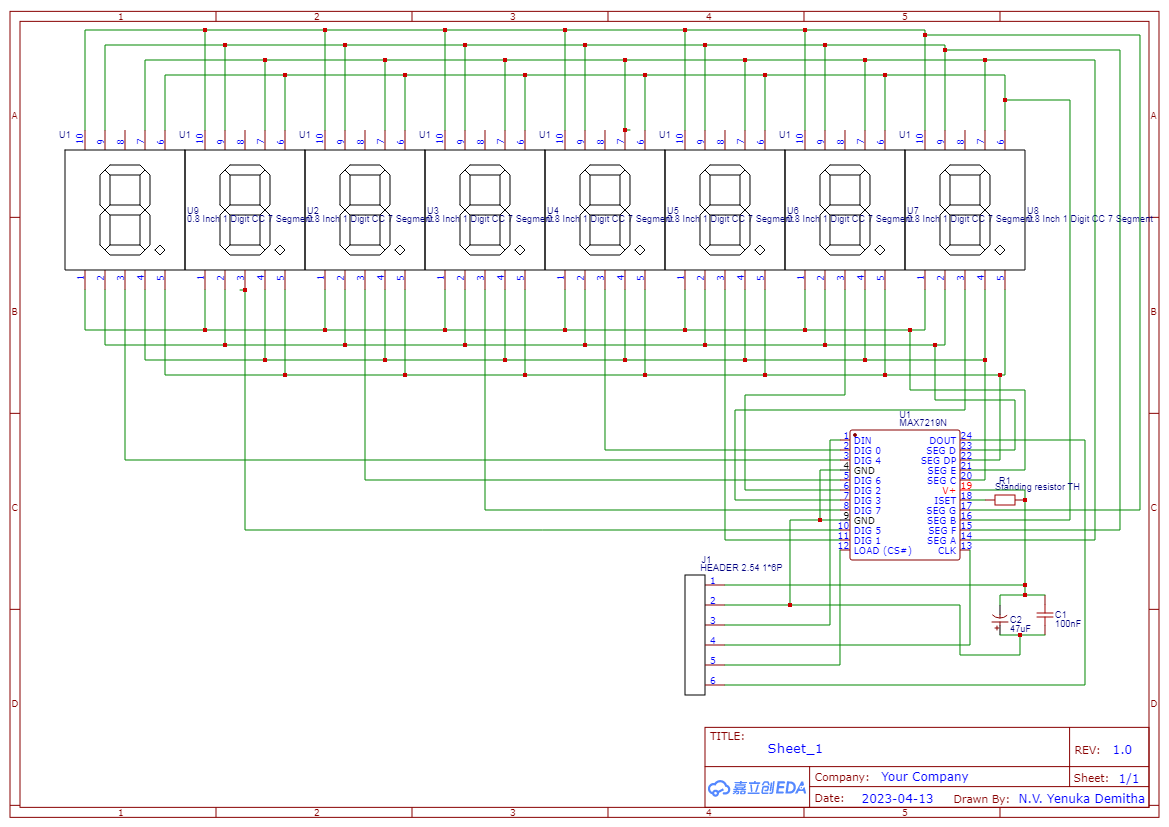 1 2 3 4 5
A A
U1 10 9 8 7 6 U1 10 9 8 7 6 U1 10 9 8 7 6 U1 10 9 8 7 6 U1 10 9 8 7 6 U1 10 9 8 7 6 U1 10 9 8 7 6 U1 10 9 8 7 6
U9 U2 U3 U4 U5 U6 U7 U8
0.8 Inch 1 Digit CC 7 Segment 0.8 Inch 1 Digit CC 7 Segment 0.8 Inch 1 Digit CC 7 Segment 0.8 Inch 1 Digit CC 7 Segment 0.8 Inch 1 Digit CC 7 Segment 0.8 Inch 1 Digit CC 7 Segment 0.8 Inch 1 Digit CC 7 Segment 0.8 Inch 1 Digit CC 7 Segment
1 2 3 4 5 1 2 3 4 5 1 2 3 4 5 1 2 3 4 5 1 2 3 4 5 1 2 3 4 5 1 2 3 4 5 1 2 3 4 5
B B
U1
MAX7219N
1 DIN DOUT 24
2 DIG 0 SEG D 23
3 DIG 4 SEG DP 22
4 GND SEG E 21
5 DIG 6 SEG C 20
6 DIG 2 V+ 19
7 DIG 3 ISET 18
8 DIG 7 SEG G 17
9 GND SEG B 16
10 DIG 5 SEG F 15
11 DIG 1 SEG A 14
12 LOAD (CS#) CLK 13
R1
Standing resistor TH
C C
J1
HEADER 2.54 1*6P
1
2
3
4
5
6
C2
47uF
C1
100nF
D D
TITLE:
Sheet_1
REV: 1.0
嘉立创EDA
Company: Your Company
Sheet: 1/1
Date: 2023-04-13 Drawn By: N.V. Yenuka Demitha
1 2 3 4 5